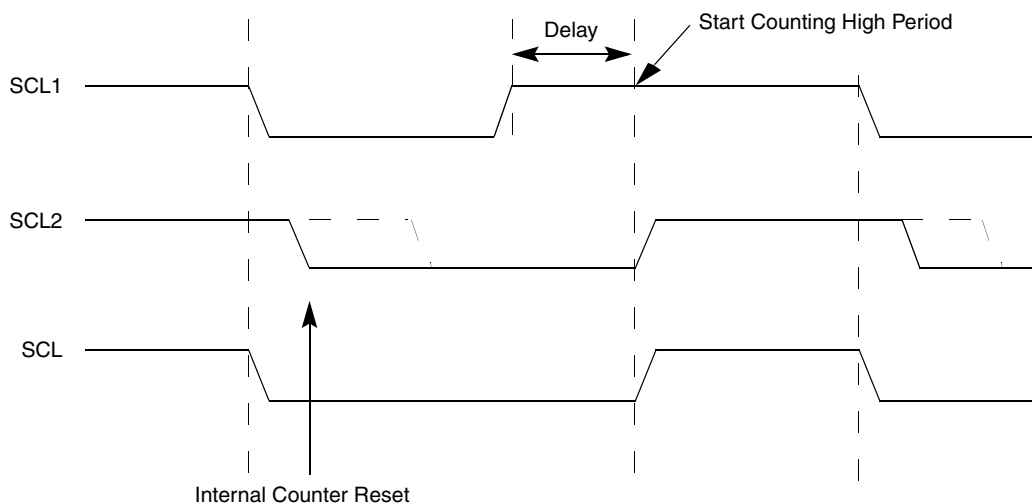 Delay
Start Counting High Period
SCL1
SCL2
SCL
Internal Counter Reset